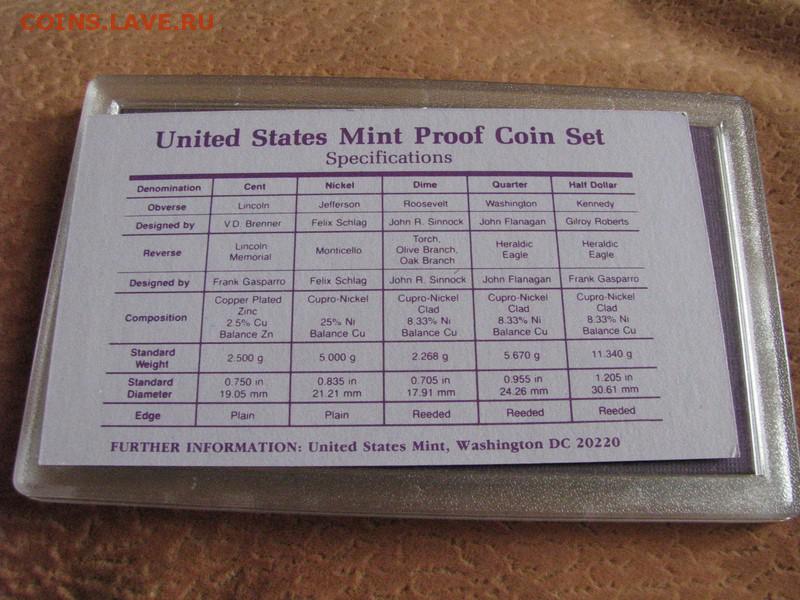 COINS.LAVE.RU
United States Mint Proof Coin Set
Specifications
Denomination Cent Nickel Dime Quarter Half Dollar
Obverse Lincoln Jefferson Roosevelt Washington Kennedy
Designed by V.D. Brenner Felix Schlag John R. Sinnock John Flanagan Gilroy Roberts
Reverse Lincoln Memorial Monticello Torch, Olive Branch, Oak Branch Heraldic Eagle Heraldic Eagle
Designed by Frank Gasparro Felix Schlag John R. Sinnock John Flanagan Frank Gasparro
Composition Copper Plated Zinc 2.5% Cu Balance Zn Cupro-Nickel 25% Ni Balance Cu Cupro-Nickel Clad 8.33% Ni Balance Cu Cupro-Nickel Clad 8.33% Ni Balance Cu Cupro-Nickel Clad 8.33% Ni Balance Cu
Standard Weight 2.500 g 5.000 g 2.268 g 5.670 g 11.340 g
Standard Diameter 0.750 in 19.05 mm 0.835 in 21.21 mm 0.705 in 17.91 mm 0.955 in 24.26 mm 1.205 in 30.61 mm
Edge Plain Plain Reeded Reeded Reeded
FURTHER INFORMATION: United States Mint, Washington DC 20220